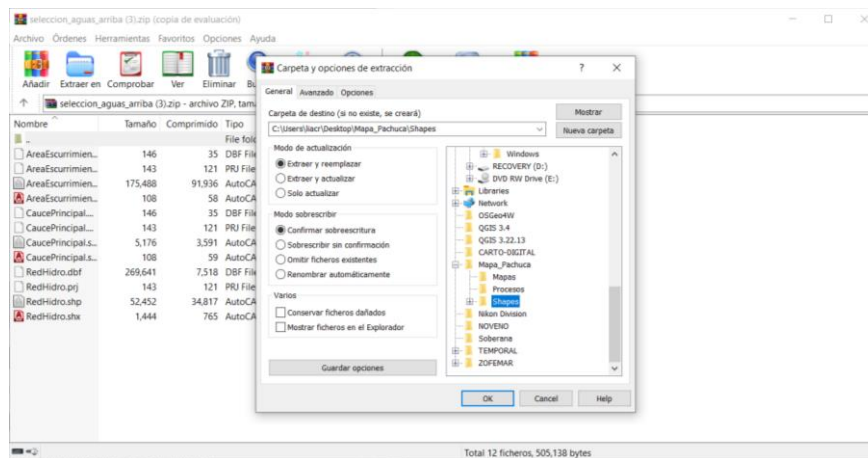 seleccion_aguas_arriba (3).zip (copia de evaluación)
Archivo Órdenes Herramientas Favoritos Opciones Ayuda
Añadir Extraer en Comprobar Ver Eliminar
seleccion_aguas_arriba (3).zip - archivo ZIP, tam
Nombre Tamaño Comprimido Tipo
.. File fold
AreaEscurrimien... 146 35 DBF File
AreaEscurrimien... 143 121 PRJ File
AreaEscurrimien... 175,488 91,936 AutoCA
AreaEscurrimien... 108 58 AutoCA
CaucePrincipal.... 146 35 DBF File
CaucePrincipal.... 143 121 PRJ File
CaucePrincipal.s... 5,176 3,591 AutoCA
CaucePrincipal.s... 108 59 AutoCA
RedHidro.dbf 269,641 7,518 DBF File
RedHidro.prj 143 121 PRJ File
RedHidro.shp 52,452 34,817 AutoCA
RedHidro.shx 1,444 765 AutoCA
Carpeta y opciones de extracción ? ×
General Avanzado Opciones
Carpeta de destino (si no existe, se creará)
Mostrar
C:\Users\liacr\Desktop\Mapa_Pachuca\Shapes
Nueva carpeta
Modo de actualización
Extraer y reemplazar
Extraer y actualizar
Solo actualizar
Modo sobrescribir
Confirmar sobreescritura
Sobrescribir sin confirmación
Omitir ficheros existentes
Renombrar automáticamente
Varios
Conservar ficheros dañados
Mostrar ficheros en el Explorador
Guardar opciones
Windows
RECOVERY (D:)
DVD RW Drive (E:)
Libraries
Network
OSGeo4W
QGIS 3.4
QGIS 3.22.13
CARTO-DIGITAL
Mapa_Pachuca
Mapas
Procesos
Shapes
Nikon Division
NOVENO
Soberana
TEMPORAL
ZOFEMAR
OK Cancel Help
Total 12 ficheros, 505,138 bytes